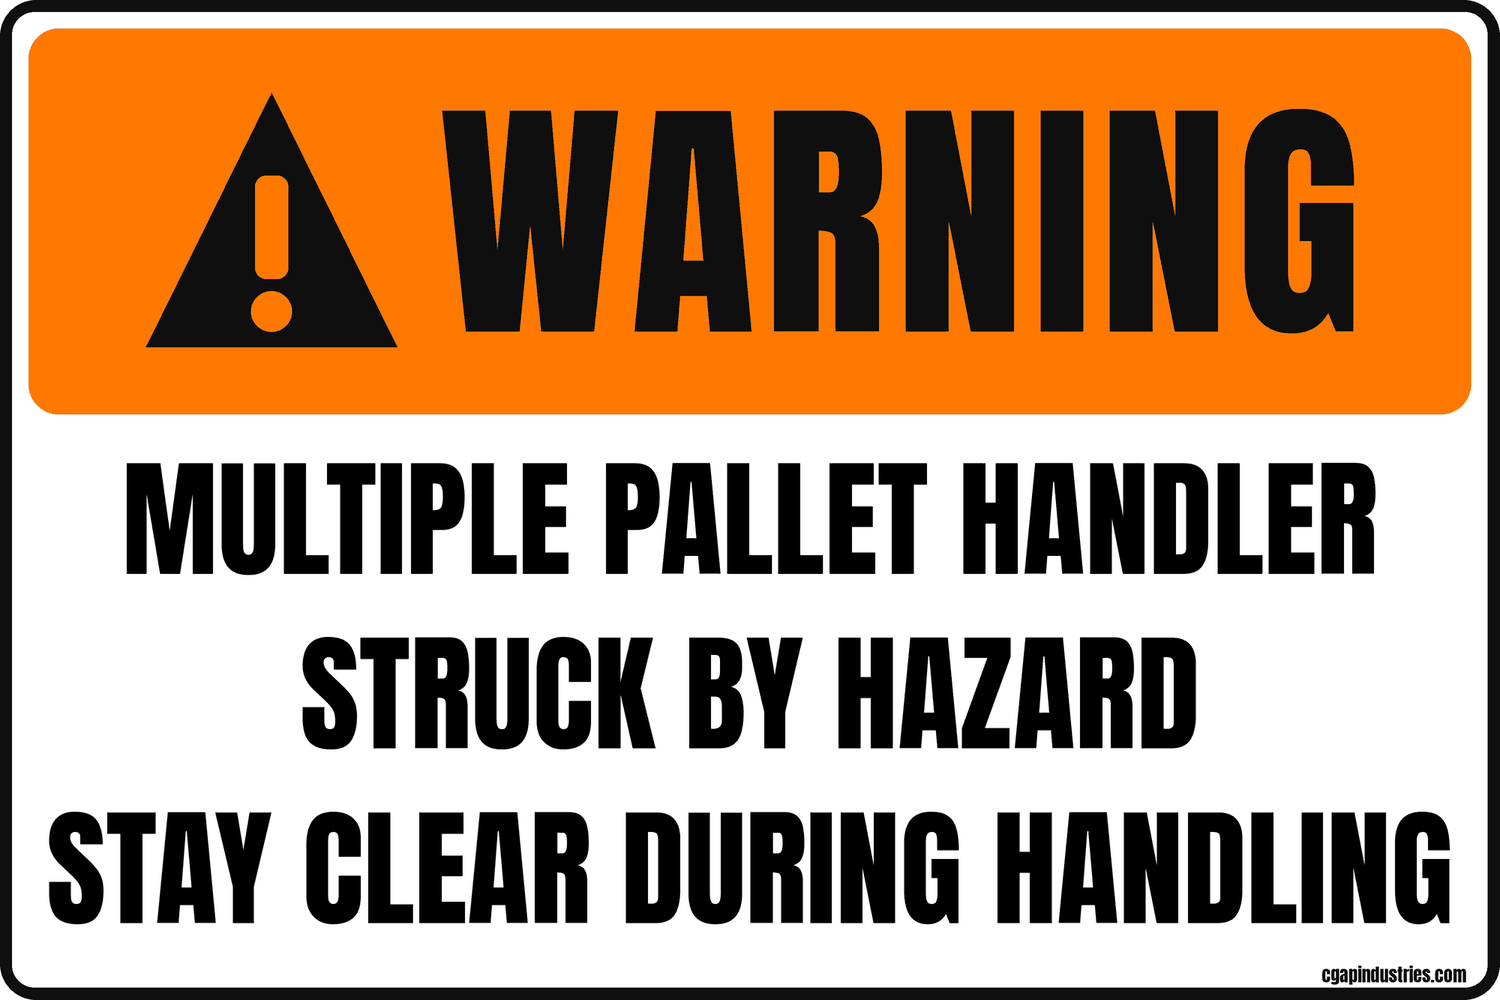 WARNING
MULTIPLE PALLET HANDLER
STRUCK BY HAZARD
STAY CLEAR DURING HANDLING
cgapindustries.com